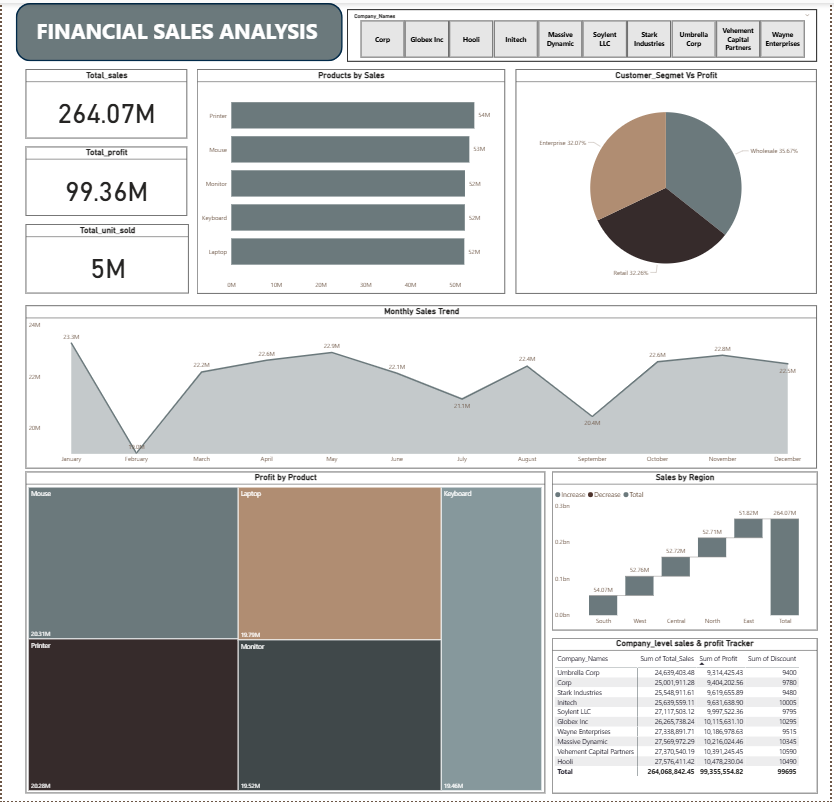 FINANCIAL SALES ANALYSIS
Company_Names
Corp
Globex Inc
Hooli
Initech
Massive Dynamic
Soylent LLC
Stark Industries
Umbrella Corp
Vehement Capital Partners
Wayne Enterprises
Total_sales
264.07M
Total_profit
99.36M
Total_unit_sold
5M
Products by Sales
Printer 54M
Mouse 53M
Monitor 52M
Keyboard 52M
Laptop 52M
0M 10M 20M 30M 40M 50M
Customer_Segmet Vs Profit
Enterprise 32.07%
Wholesale 35.67%
Retail 32.26%
Monthly Sales Trend
24M
22M
20M
23.3M 22.2M 22.6M 22.9M 22.1M 21.1M 22.4M 20.4M 22.6M 22.8M 22.5M
January February March April May June July August September October November December
Profit by Product
Mouse
20.31M
Laptop
19.79M
Keyboard
19.46M
Printer
20.28M
Monitor
19.52M
Sales by Region
Increase Decrease Total
0.3bn
0.2bn
0.1bn
0.0bn
54.07M 52.76M 52.72M 52.71M 51.82M 264.07M
South West Central North East Total
Company_level sales & profit Tracker
Company_Names Sum of Total_Sales Sum of Profit Sum of Discount
Umbrella Corp 24,639,403.48 9,314,425.43 9400
Corp 25,001,911.28 9,404,202.56 9780
Stark Industries 25,548,911.61 9,619,655.89 9480
Initech 25,639,559.11 9,631,638.90 10005
Soylent LLC 27,117,503.12 9,997,522.36 9795
Globex Inc 26,265,738.24 10,115,631.10 10295
Wayne Enterprises 27,338,891.71 10,186,978.63 9515
Massive Dynamic 27,569,972.29 10,216,024.46 10345
Vehement Capital Partners 27,370,540.19 10,391,245.45 10590
Hooli 27,576,411.42 10,478,230.04 10490
Total 264,068,842.45 99,355,554.82 99695